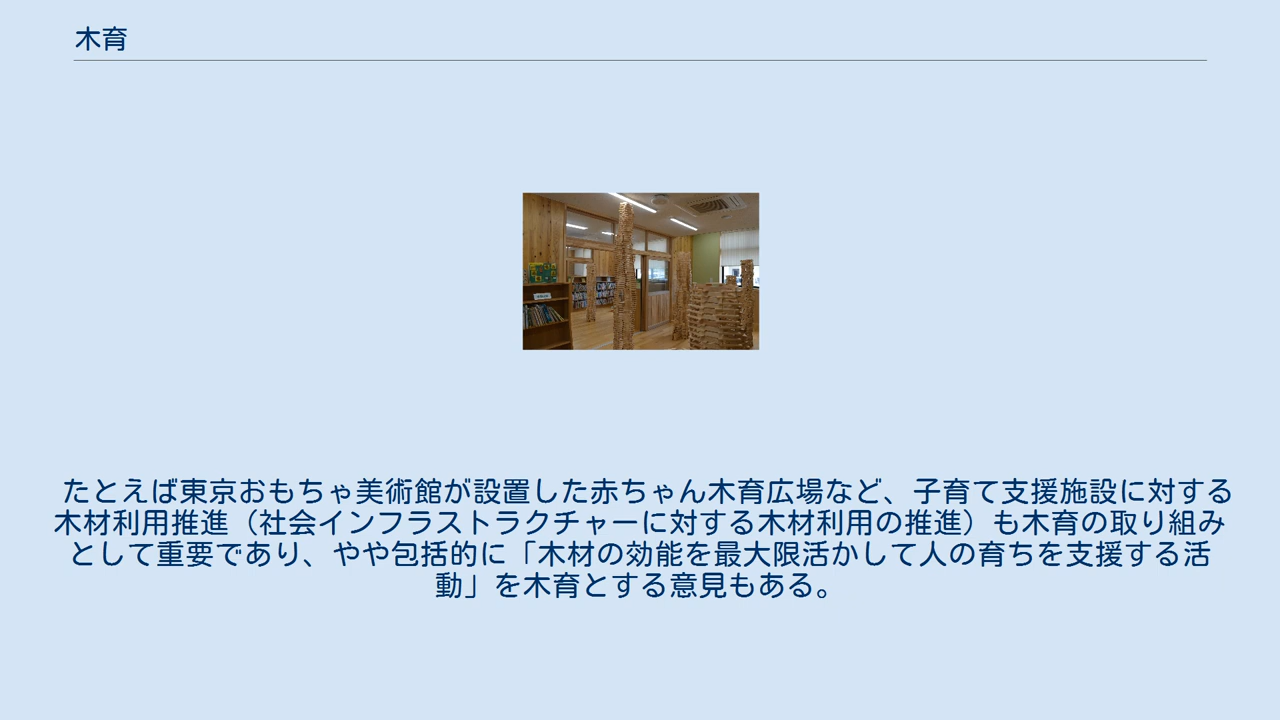 木育
たとえば東京おもちゃ美術館が設置した赤ちゃん木育広場など、子育て支援施設に対する
木材利用推進（社会インフラストラクチャーに対する木材利用の推進）も木育の取り組み
として重要であり、やや包括的に「木材の効能を最大限活かして人の育ちを支援する活
動」を木育とする意見もある。